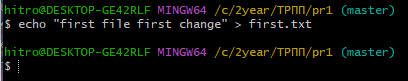 hitro@DESKTOP-GE42RLF MINGW64 /c/2year/ТРПП/pr1 (master)
$ echo "first file first change" > first.txt
hitro@DESKTOP-GE42RLF MINGW64 /c/2year/ТРПП/pr1 (master)
$